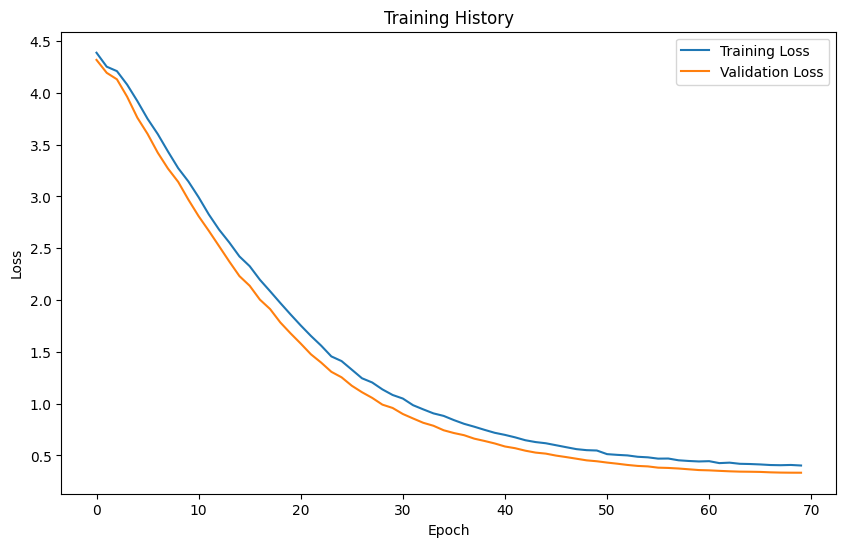 Training History
Training Loss
Validation Loss
Loss
4.5
4.0
3.5
3.0
2.5
2.0
1.5
1.0
0.5
0 10 20 30 40 50 60 70
Epoch